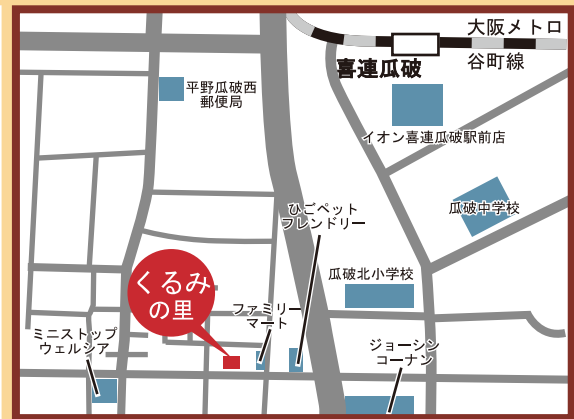 大阪メトロ
谷町線
喜連瓜破
平野瓜破西
郵便局
イオン喜連瓜破駅前店
瓜破中学校
ひごペット
フレンドリー
瓜破北小学校
くるみ
の里
ファミリー
マート
ミニストップ
ウェルシア
ジョーシン
コーナン